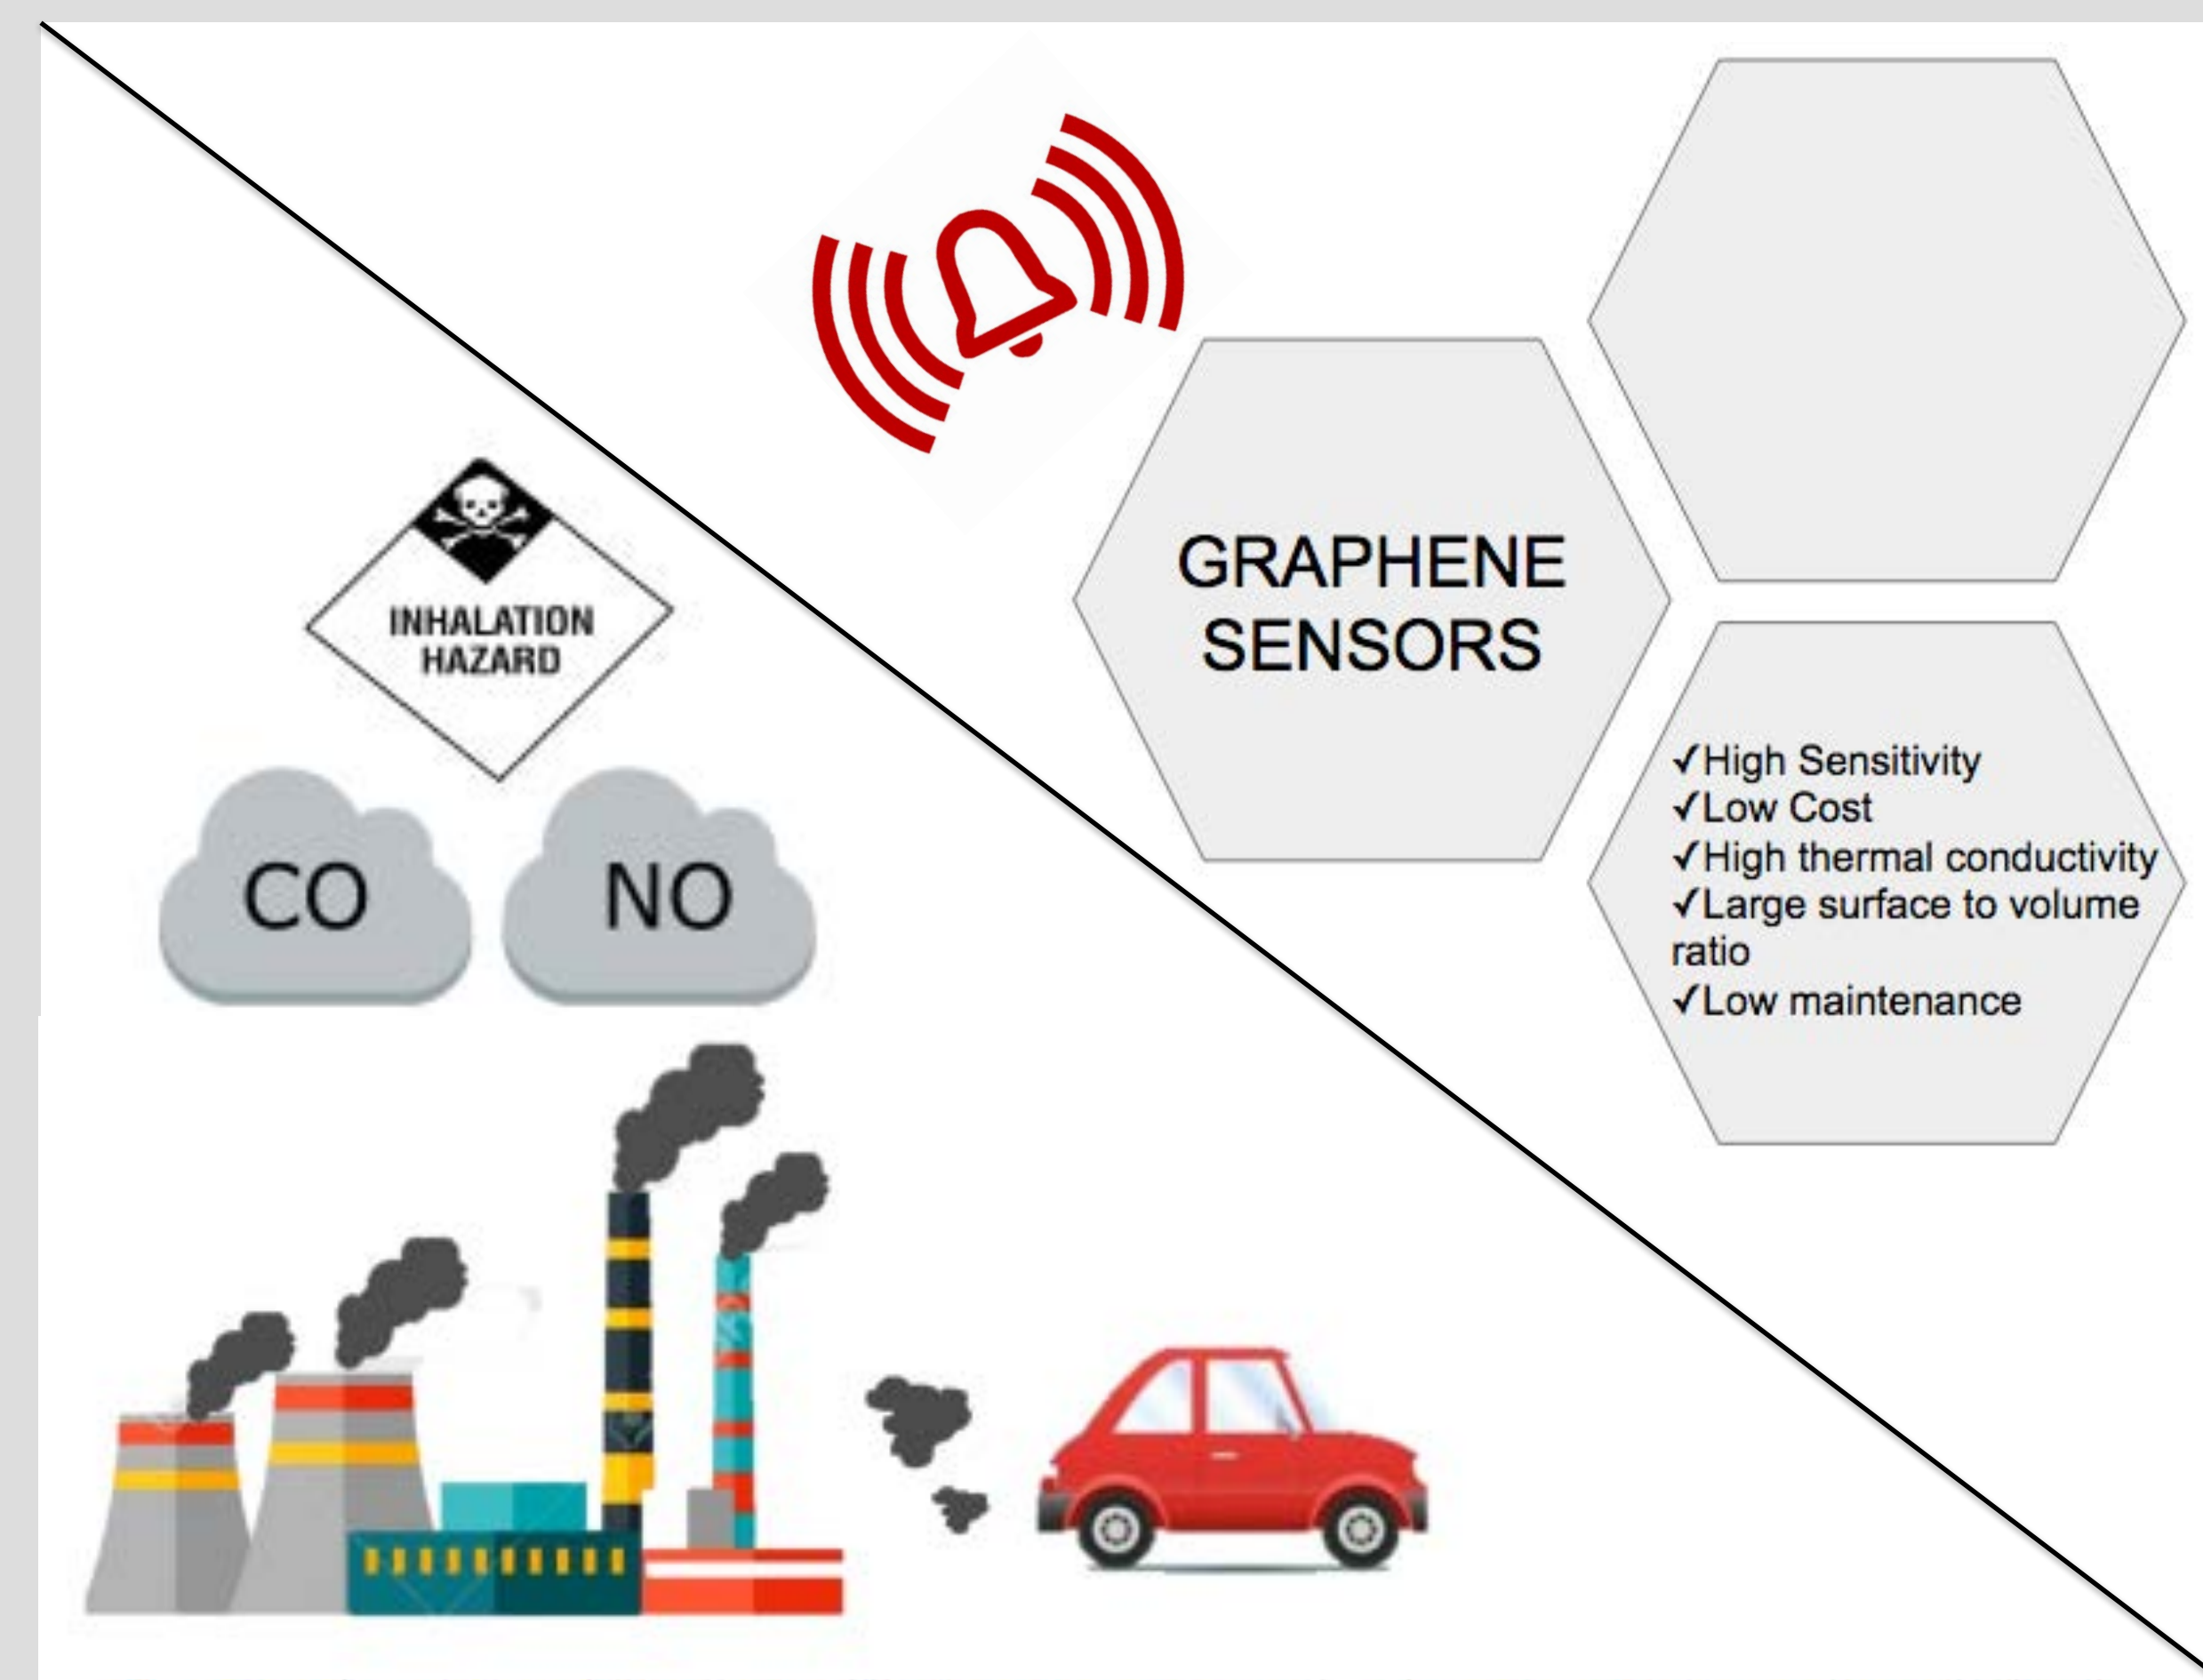 INHALATION
HAZARD
CO
NO
GRAPHENE
SENSORS
✓High Sensitivity
✓Low Cost
✓High thermal conductivity
✓Large surface to volume
ratio
✓Low maintenance